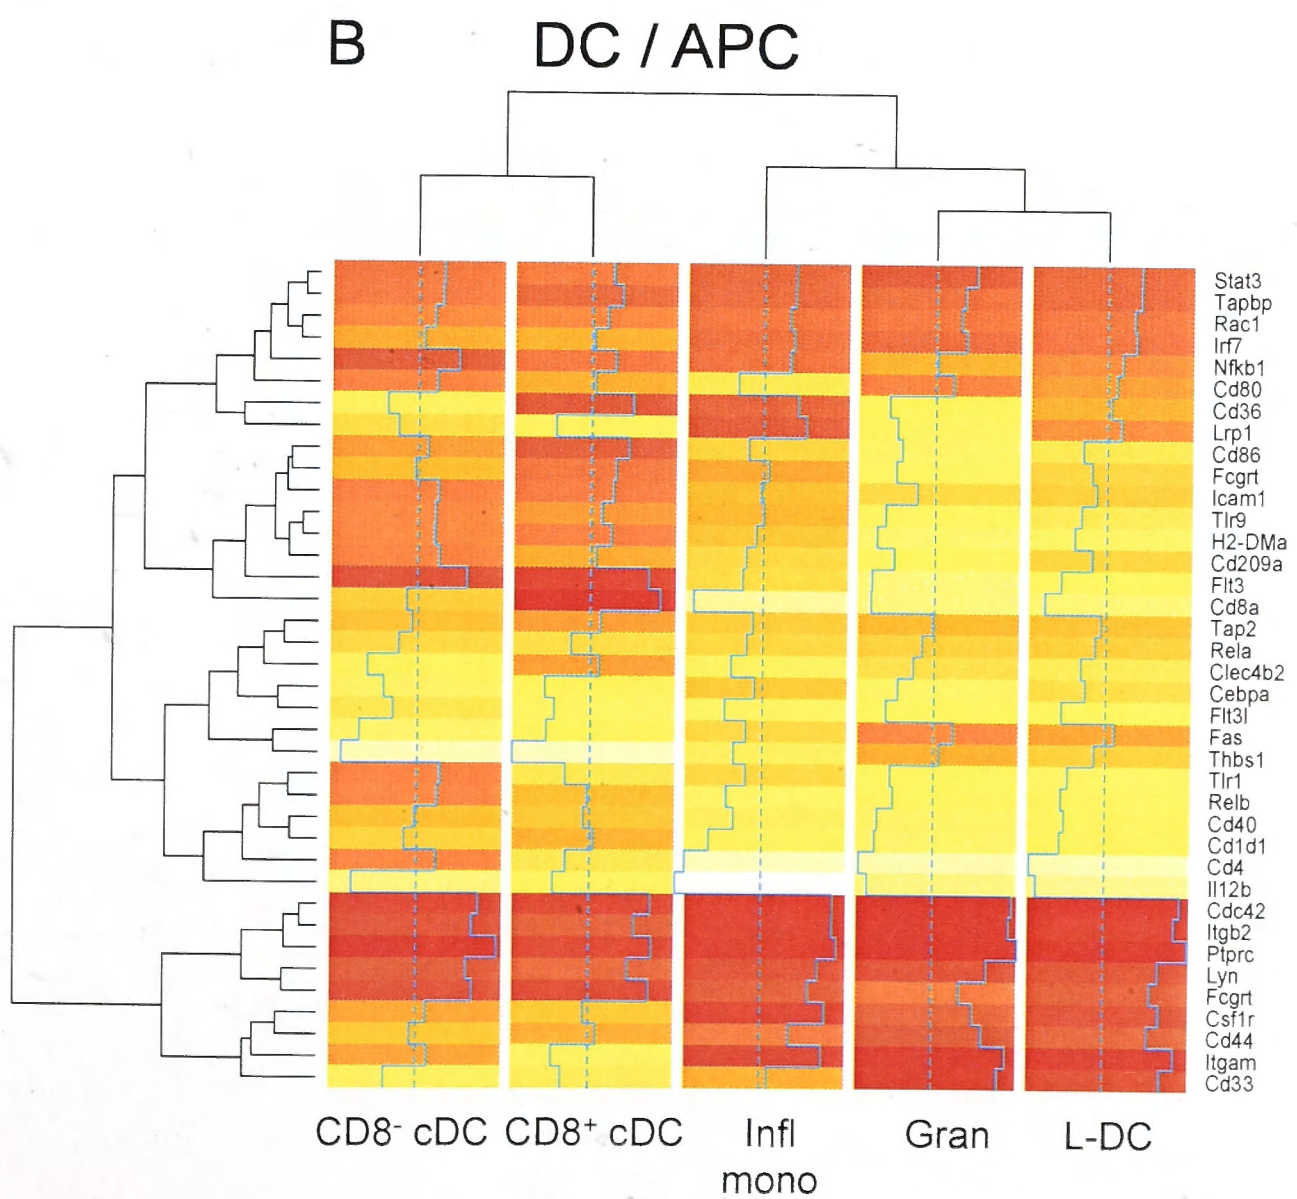 B DC / APC
Stat3
Tapbp
Rac1
Irf7
Nfkb1
Cd80
Cd36
Lrp1
Cd86
Fcgrt
Icam1
Tlr9
H2-DMa
Cd209a
Flt3
Cd8a
Tap2
Rela
Clec4b2
Cebpa
Flt3l
Fas
Thbs1
Tlr1
Relb
Cd40
Cd1d1
Cd4
Il12b
Cdc42
Itgb2
Ptprc
Lyn
Fcgrt
Csf1r
Cd44
Itgam
Cd33
CD8⁻ cDC CD8⁺ cDC Infl mono Gran L-DC